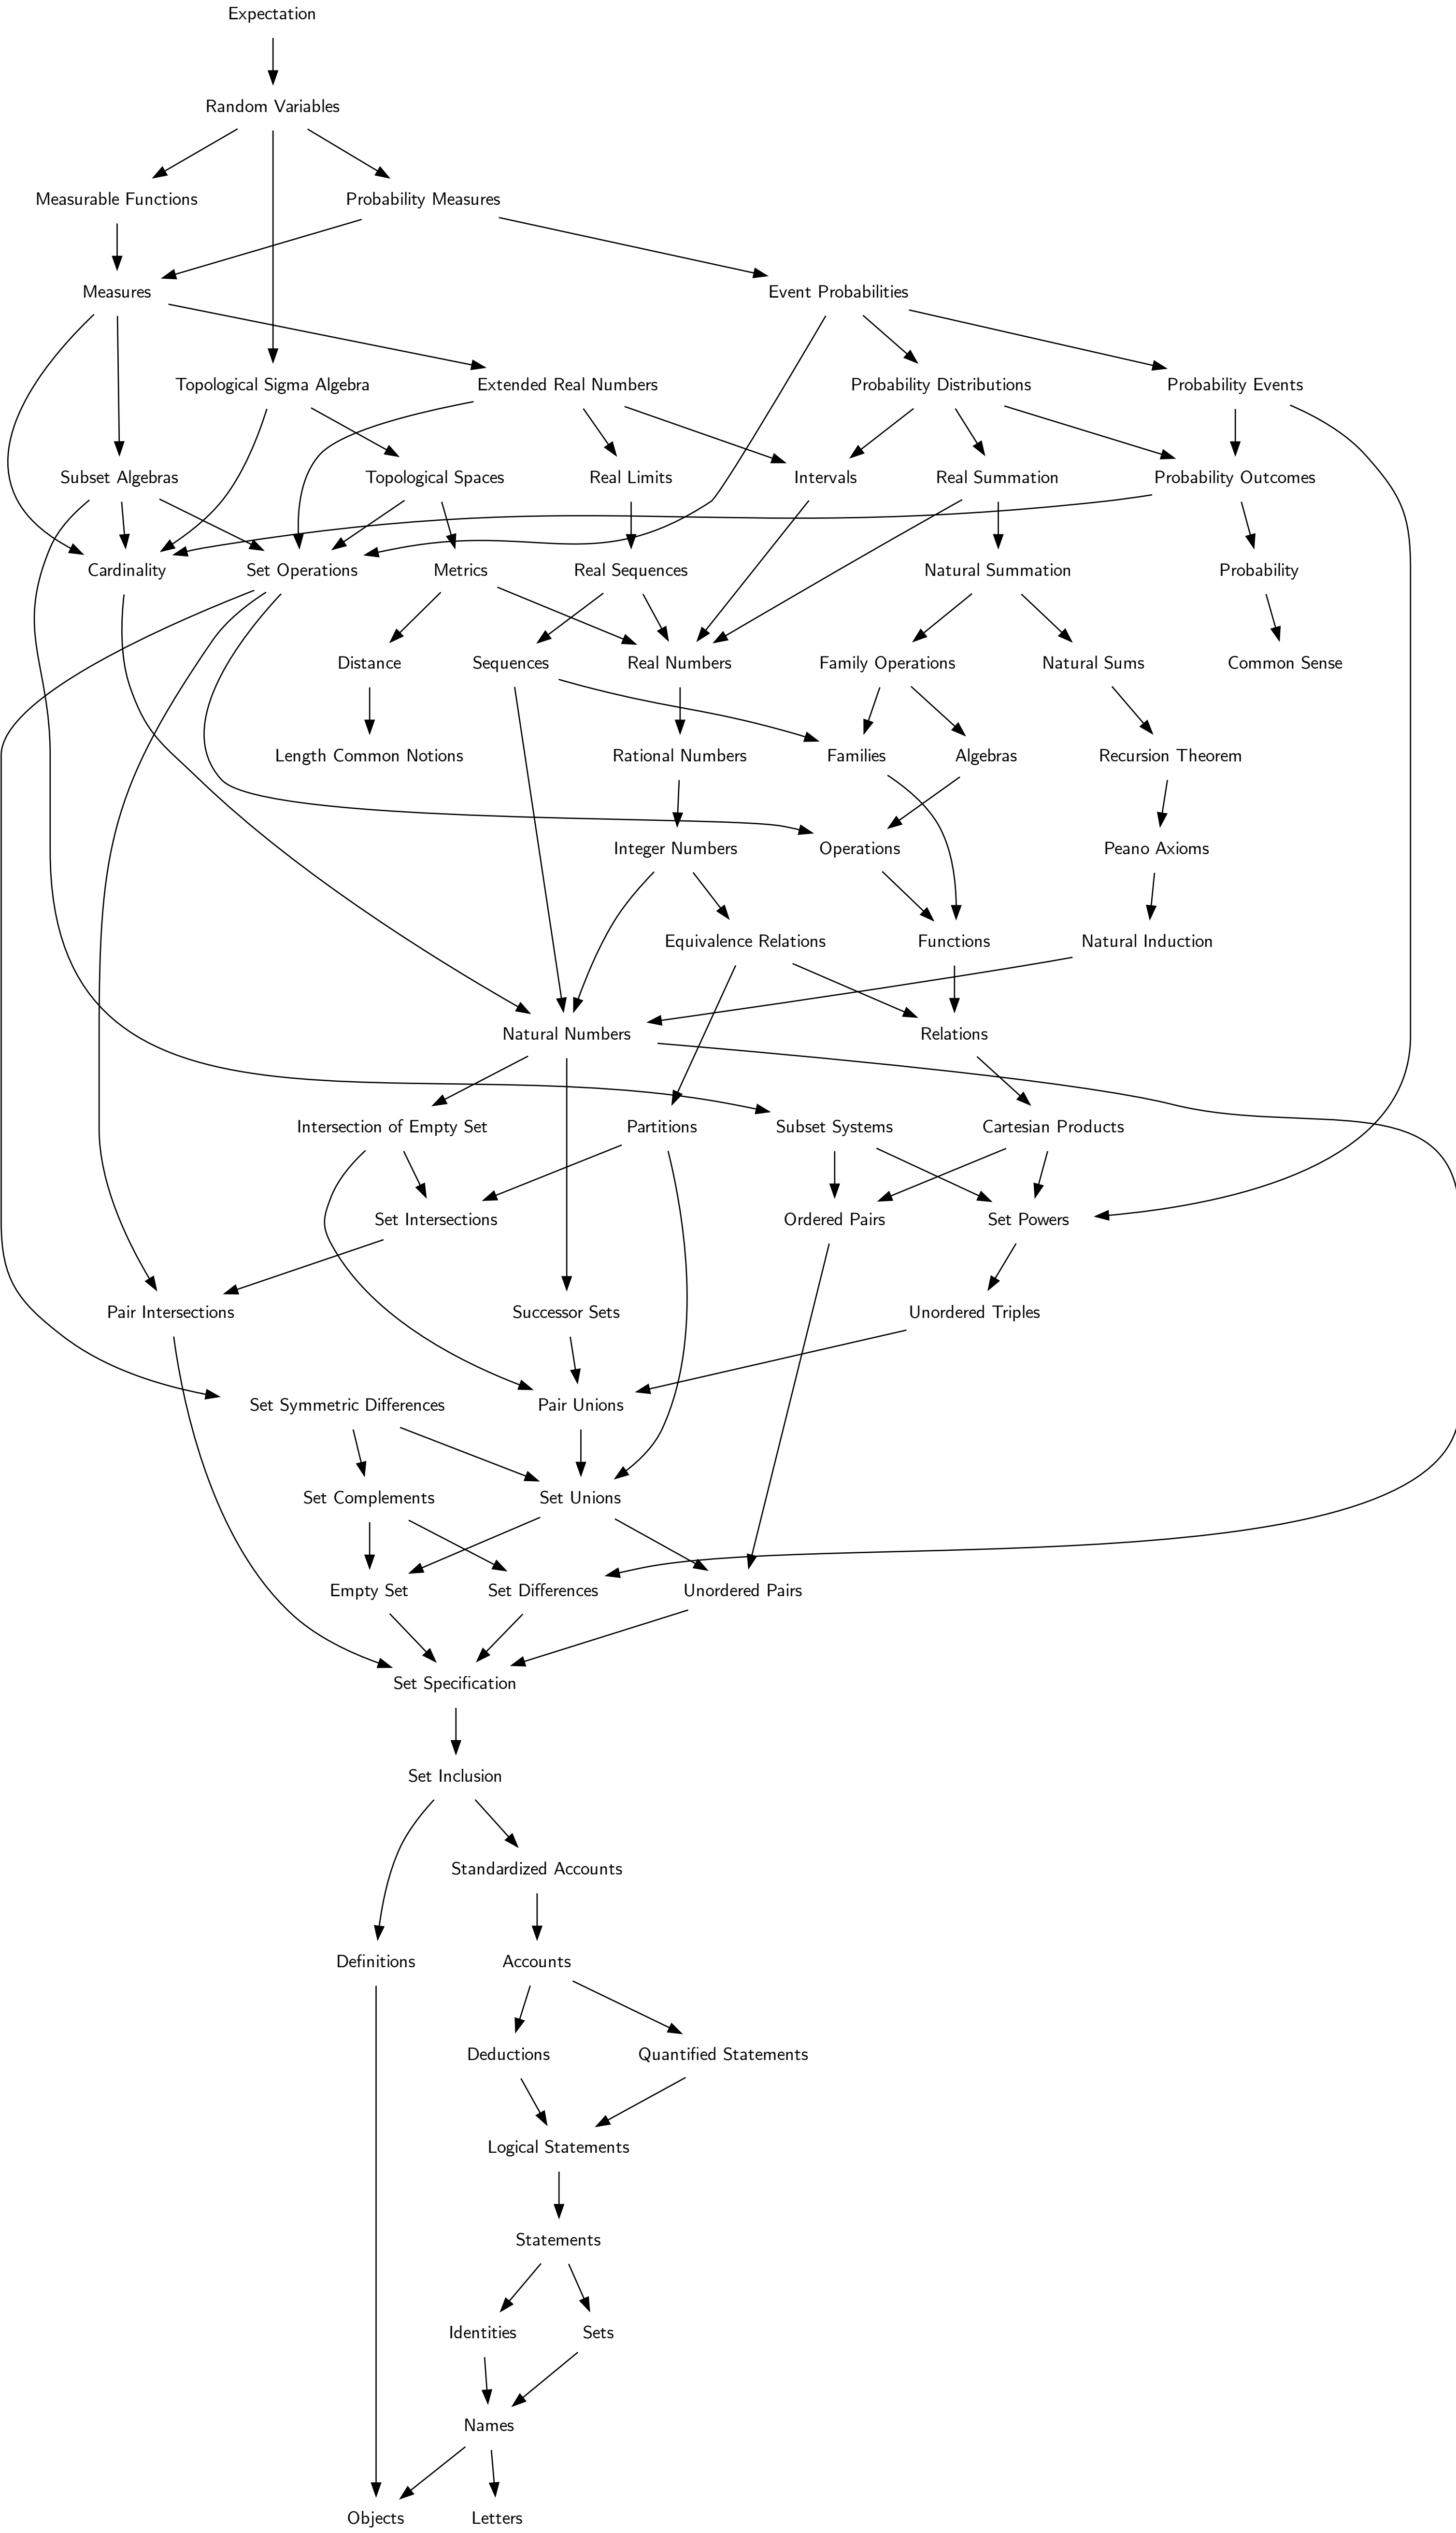 Expectation
Random Variables
Measurable Functions
Probability Measures
Measures
Event Probabilities
Topological Sigma Algebra
Extended Real Numbers
Probability Distributions
Probability Events
Subset Algebras
Topological Spaces
Real Limits
Intervals
Real Summation
Probability Outcomes
Cardinality
Set Operations
Metrics
Real Sequences
Natural Summation
Probability
Distance
Sequences
Real Numbers
Family Operations
Natural Sums
Common Sense
Length Common Notions
Rational Numbers
Families
Algebras
Recursion Theorem
Integer Numbers
Operations
Peano Axioms
Equivalence Relations
Functions
Natural Induction
Natural Numbers
Relations
Intersection of Empty Set
Partitions
Subset Systems
Cartesian Products
Set Intersections
Ordered Pairs
Set Powers
Pair Intersections
Successor Sets
Unordered Triples
Set Symmetric Differences
Pair Unions
Set Complements
Set Unions
Empty Set
Set Differences
Unordered Pairs
Set Specification
Set Inclusion
Standardized Accounts
Definitions
Accounts
Deductions
Quantified Statements
Logical Statements
Statements
Identities
Sets
Names
Objects
Letters